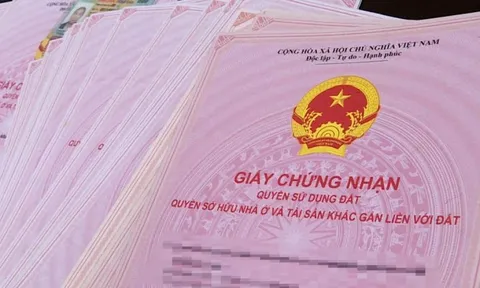 CỘNG HÒA XÃ HỘI CHỦ NGHĨA VIỆT NAM
Độc lập - Tự do - Hạnh phúc
GIẤY CHỨNG NHẬN
QUYỀN SỬ DỤNG ĐẤT
QUYỀN SỞ HỮU NHÀ Ở VÀ TÀI SẢN KHÁC GẮN LIỀN VỚI ĐẤT